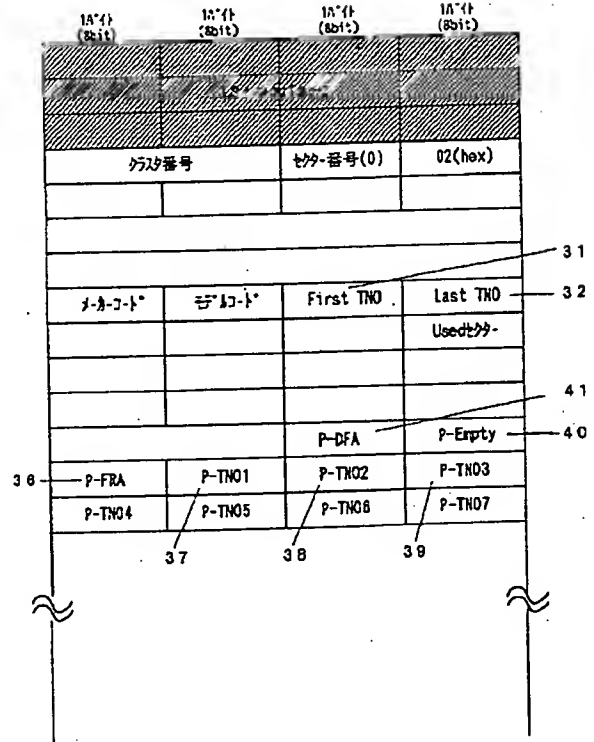 1ﾊﾞｲﾄ 1ﾊﾞｲﾄ 1ﾊﾞｲﾄ 1ﾊﾞｲﾄ
(8bit) (8bit) (8bit) (8bit)
クラスタ番号 ｾｸﾀｰ番号(0) 02(hex)
31
ﾒｰｶｰｺｰﾄﾞ ﾓﾃﾞﾙｺｰﾄﾞ First TNO Last TNO 32
Usedｾｸﾀｰ
41
P-DFA P-Empty 40
36 P-FRA P-TNO1 P-TNO2 P-TNO3
P-TNO4 P-TNO5 P-TNO6 P-TNO7
37 38 39